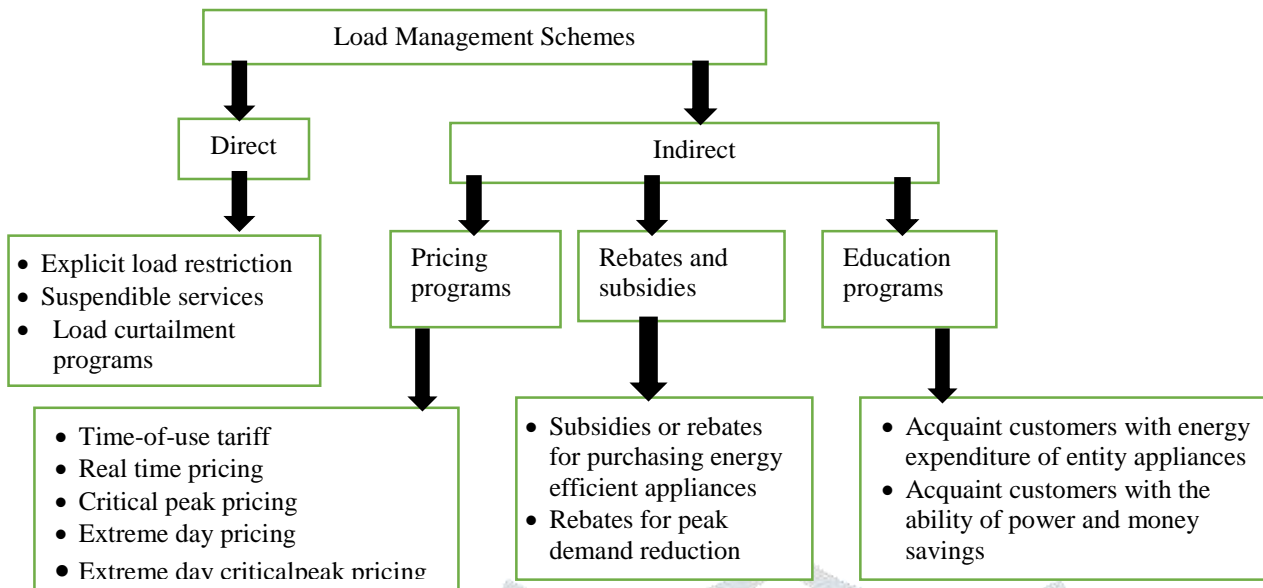 Load Management Schemes
Direct
Indirect
• Explicit load restriction
• Suspendible services
• Load curtailment
programs
Pricing
programs
Rebates and
subsidies
Education
programs
• Time-of-use tariff
• Real time pricing
• Critical peak pricing
• Extreme day pricing
• Extreme day criticalpeak pricing
• Subsidies or rebates
for purchasing energy
efficient appliances
• Rebates for peak
demand reduction
• Acquaint customers with energy
expenditure of entity appliances
• Acquaint customers with the
ability of power and money
savings